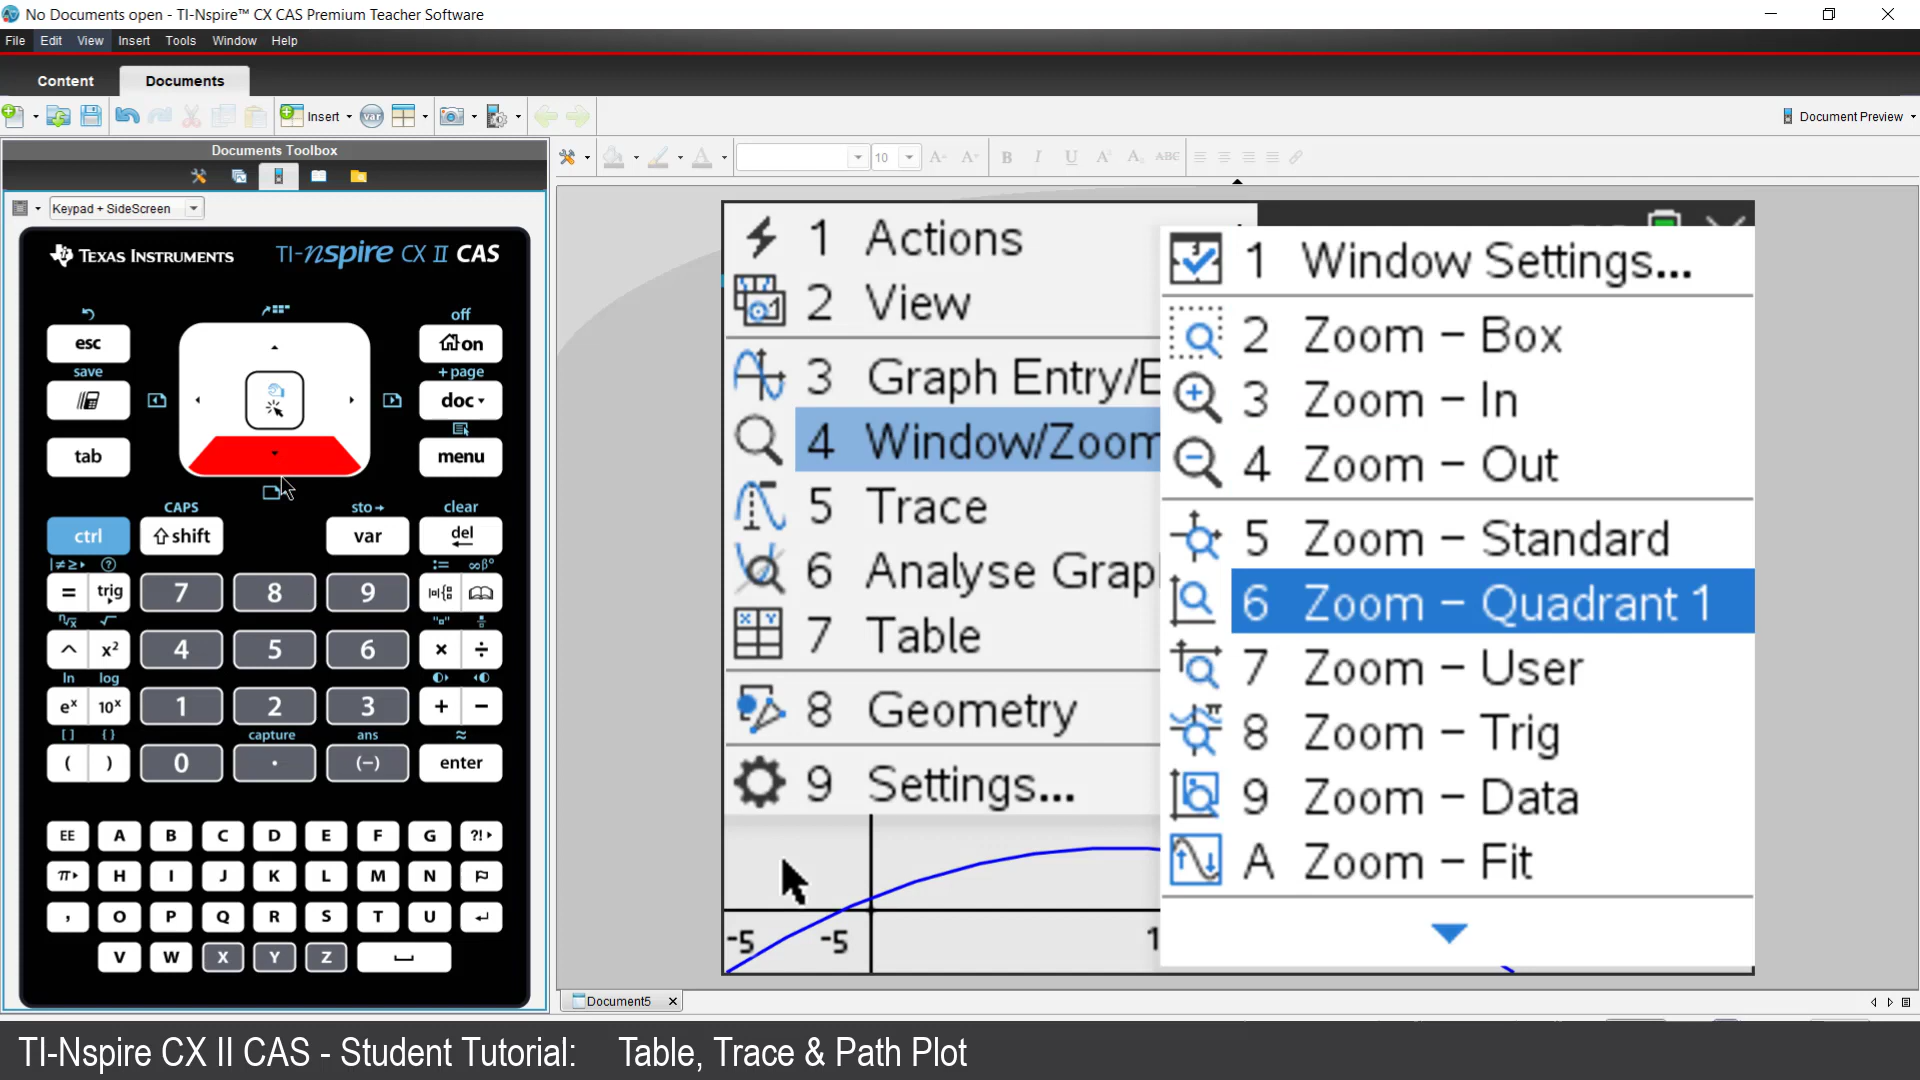 No Documents open - TI-Nspire™ CX CAS Premium Teacher Software
File Edit View Insert Tools Window Help
Content Documents
Insert var Document Preview
Documents Toolbox
10 B I U ABC
Keypad + SideScreen
TEXAS INSTRUMENTS TI-nspire CX II CAS
off
esc on
save + page
doc
tab menu
CAPS sto→ clear
ctrl shift var del
= trig 7 8 9
^ x² 4 5 6 × ÷
ln log
eˣ 10ˣ 1 2 3 + −
[ ] { } capture ans ≈
( ) 0 . (−) enter
EE A B C D E F G ?!
π H I J K L M N
, O P Q R S T U
V W X Y Z
1 Actions
2 View
3 Graph Entry/E
4 Window/Zoom
5 Trace
6 Analyse Grap
7 Table
8 Geometry
9 Settings...
1 Window Settings...
2 Zoom – Box
3 Zoom – In
4 Zoom – Out
5 Zoom – Standard
6 Zoom – Quadrant 1
7 Zoom – User
8 Zoom – Trig
9 Zoom – Data
A Zoom – Fit
-5 -5 1
Document5
TI-Nspire CX II CAS - Student Tutorial: Table, Trace & Path Plot